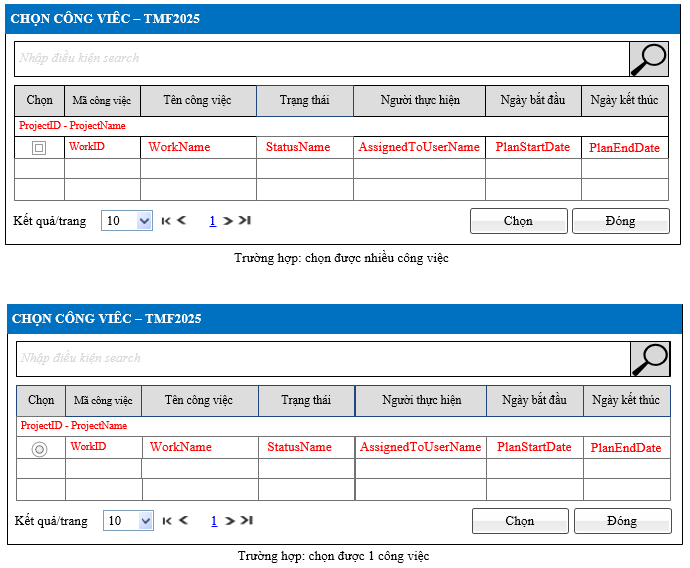 CHỌN CÔNG VIÊC – TMF2025
Nhập điều kiện search
Chọn Mã công việc Tên công việc Trạng thái Người thực hiện Ngày bắt đầu Ngày kết thúc
ProjectID - ProjectName
WorkID WorkName StatusName AssignedToUserName PlanStartDate PlanEndDate
Kết quả/trang 10 1 Chọn Đóng
Trường hợp: chọn được nhiều công việc
CHỌN CÔNG VIÊC – TMF2025
Nhập điều kiện search
Chọn Mã công việc Tên công việc Trạng thái Người thực hiện Ngày bắt đầu Ngày kết thúc
ProjectID - ProjectName
WorkID WorkName StatusName AssignedToUserName PlanStartDate PlanEndDate
Kết quả/trang 10 1 Chọn Đóng
Trường hợp: chọn được 1 công việc